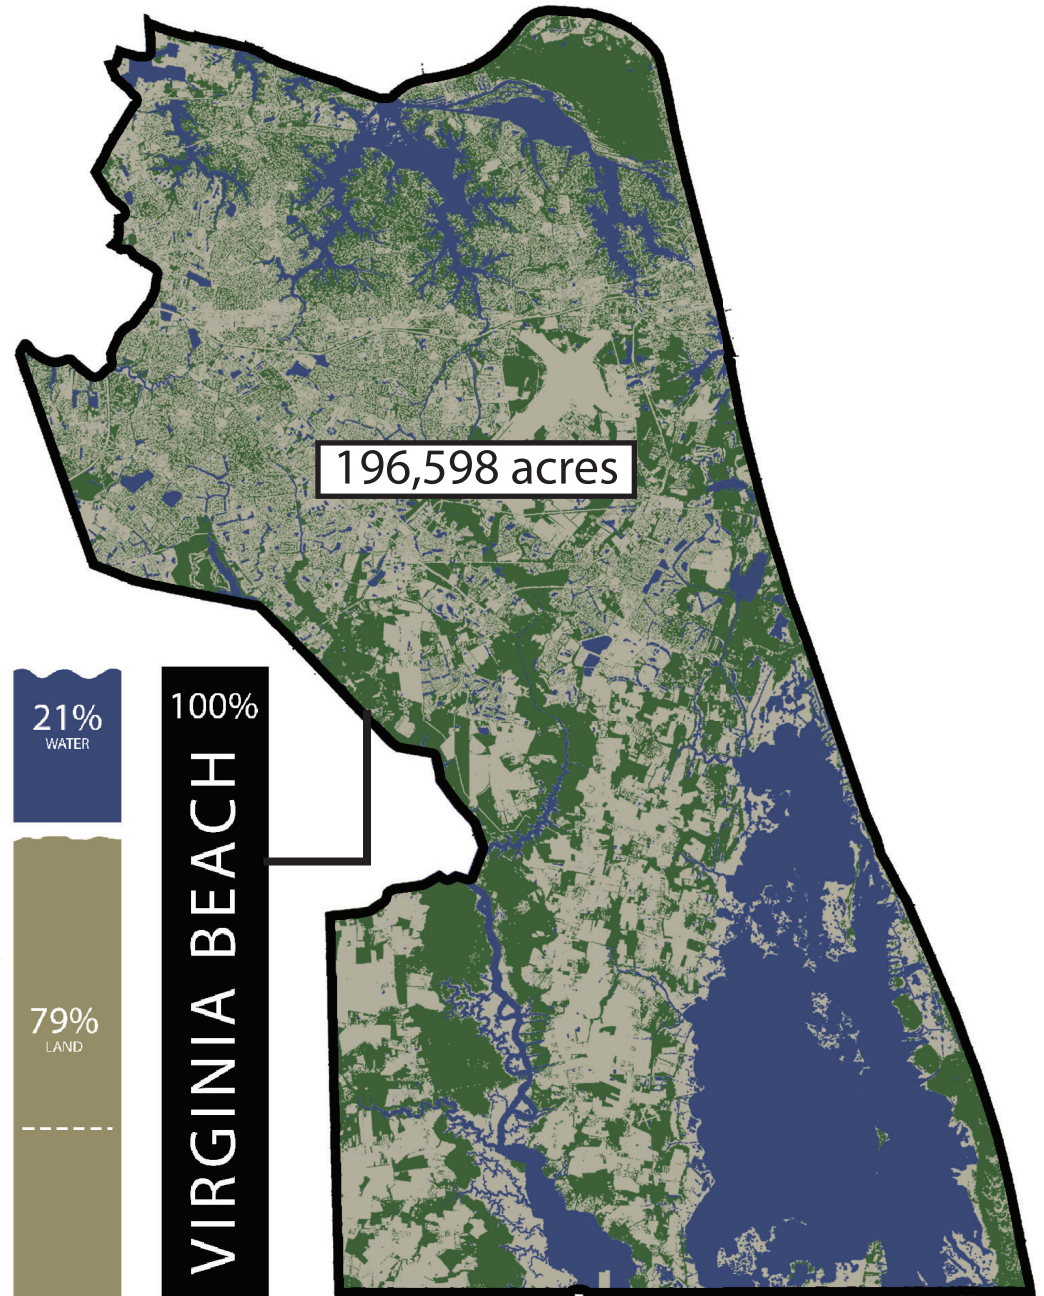 196,598 acres
21%
WATER
100%
VIRGINIA BEACH
79%
LAND